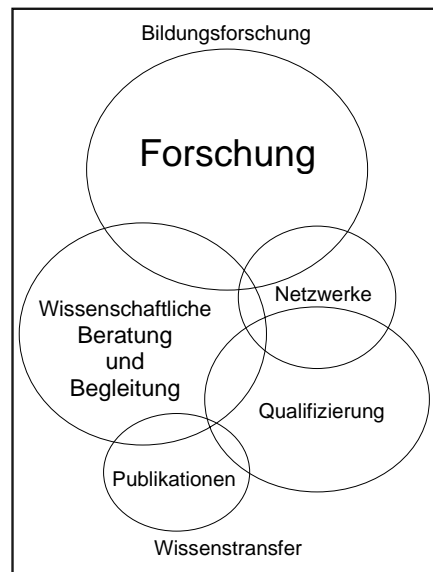 Bildungsforschung
Forschung
Netzwerke
Wissenschaftliche
Beratung
und
Begleitung
Qualifizierung
Publikationen
Wissenstransfer